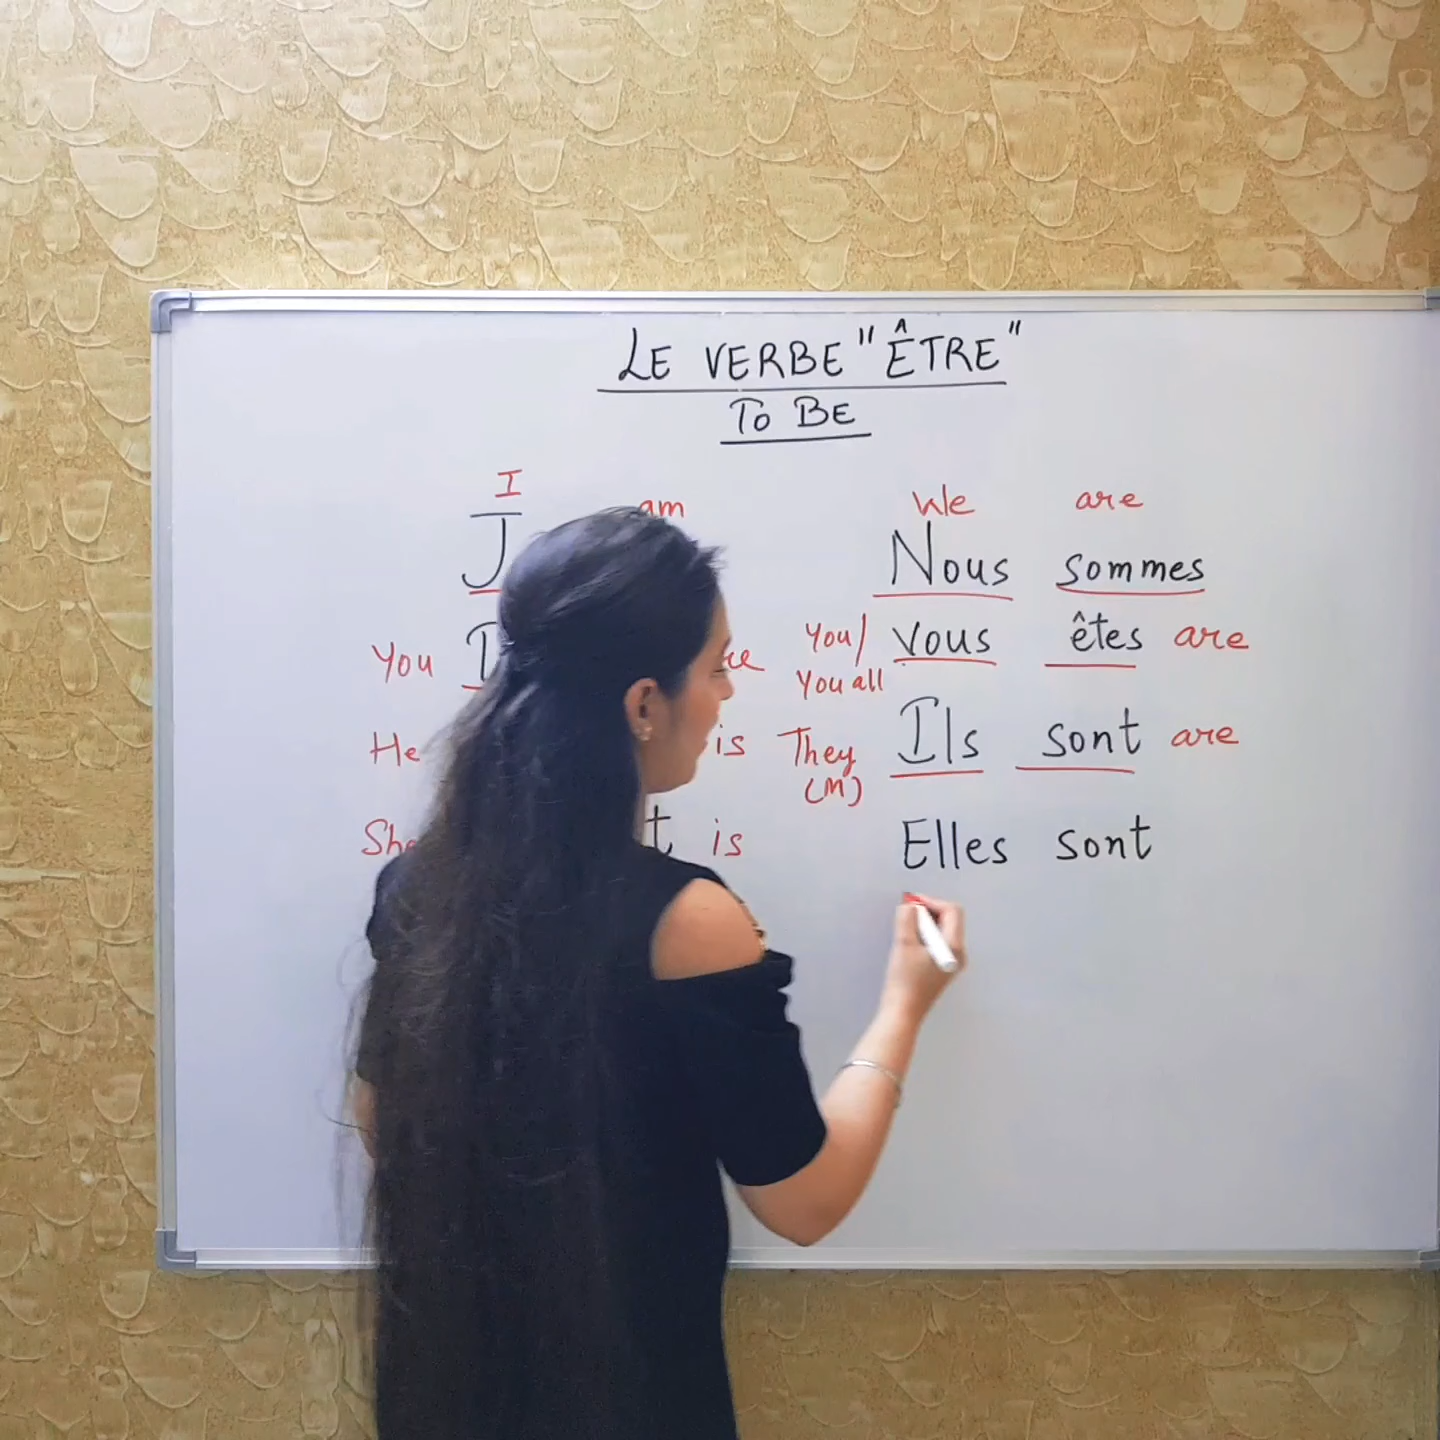 LE VERBE "ÊTRE"
TO BE
I am
J
You
He is
is
We are
Nous sommes
You/ vous êtes are
You all
They Ils sont are
(M)
Elles sont